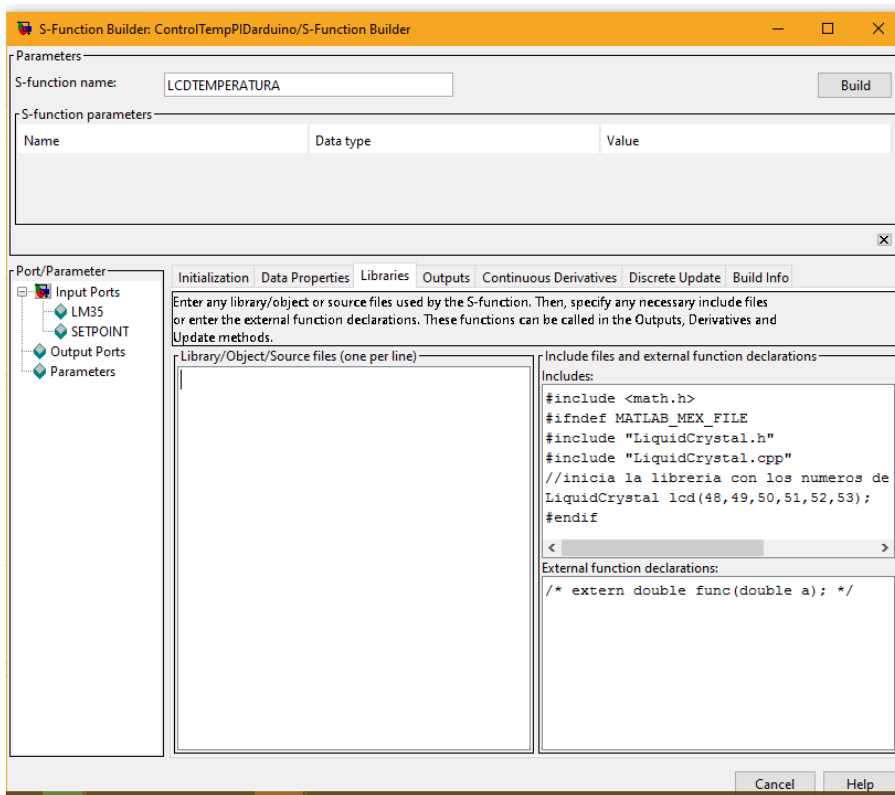 S-Function Builder: ControlTempPIDarduino/S-Function Builder
Parameters
S-function name:
LCDTEMPERATURA
Build
S-function parameters
Name Data type Value
Port/Parameter
Input Ports
LM35
SETPOINT
Output Ports
Parameters
Initialization Data Properties Libraries Outputs Continuous Derivatives Discrete Update Build Info
Enter any library/object or source files used by the S-function. Then, specify any necessary include files
or enter the external function declarations. These functions can be called in the Outputs, Derivatives and
Update methods.
Library/Object/Source files (one per line)
Include files and external function declarations
Includes:
#include <math.h>
#ifndef MATLAB_MEX_FILE
#include "LiquidCrystal.h"
#include "LiquidCrystal.cpp"
//inicia la libreria con los numeros de
LiquidCrystal lcd(48,49,50,51,52,53);
#endif
External function declarations:
/* extern double func(double a); */
Cancel Help